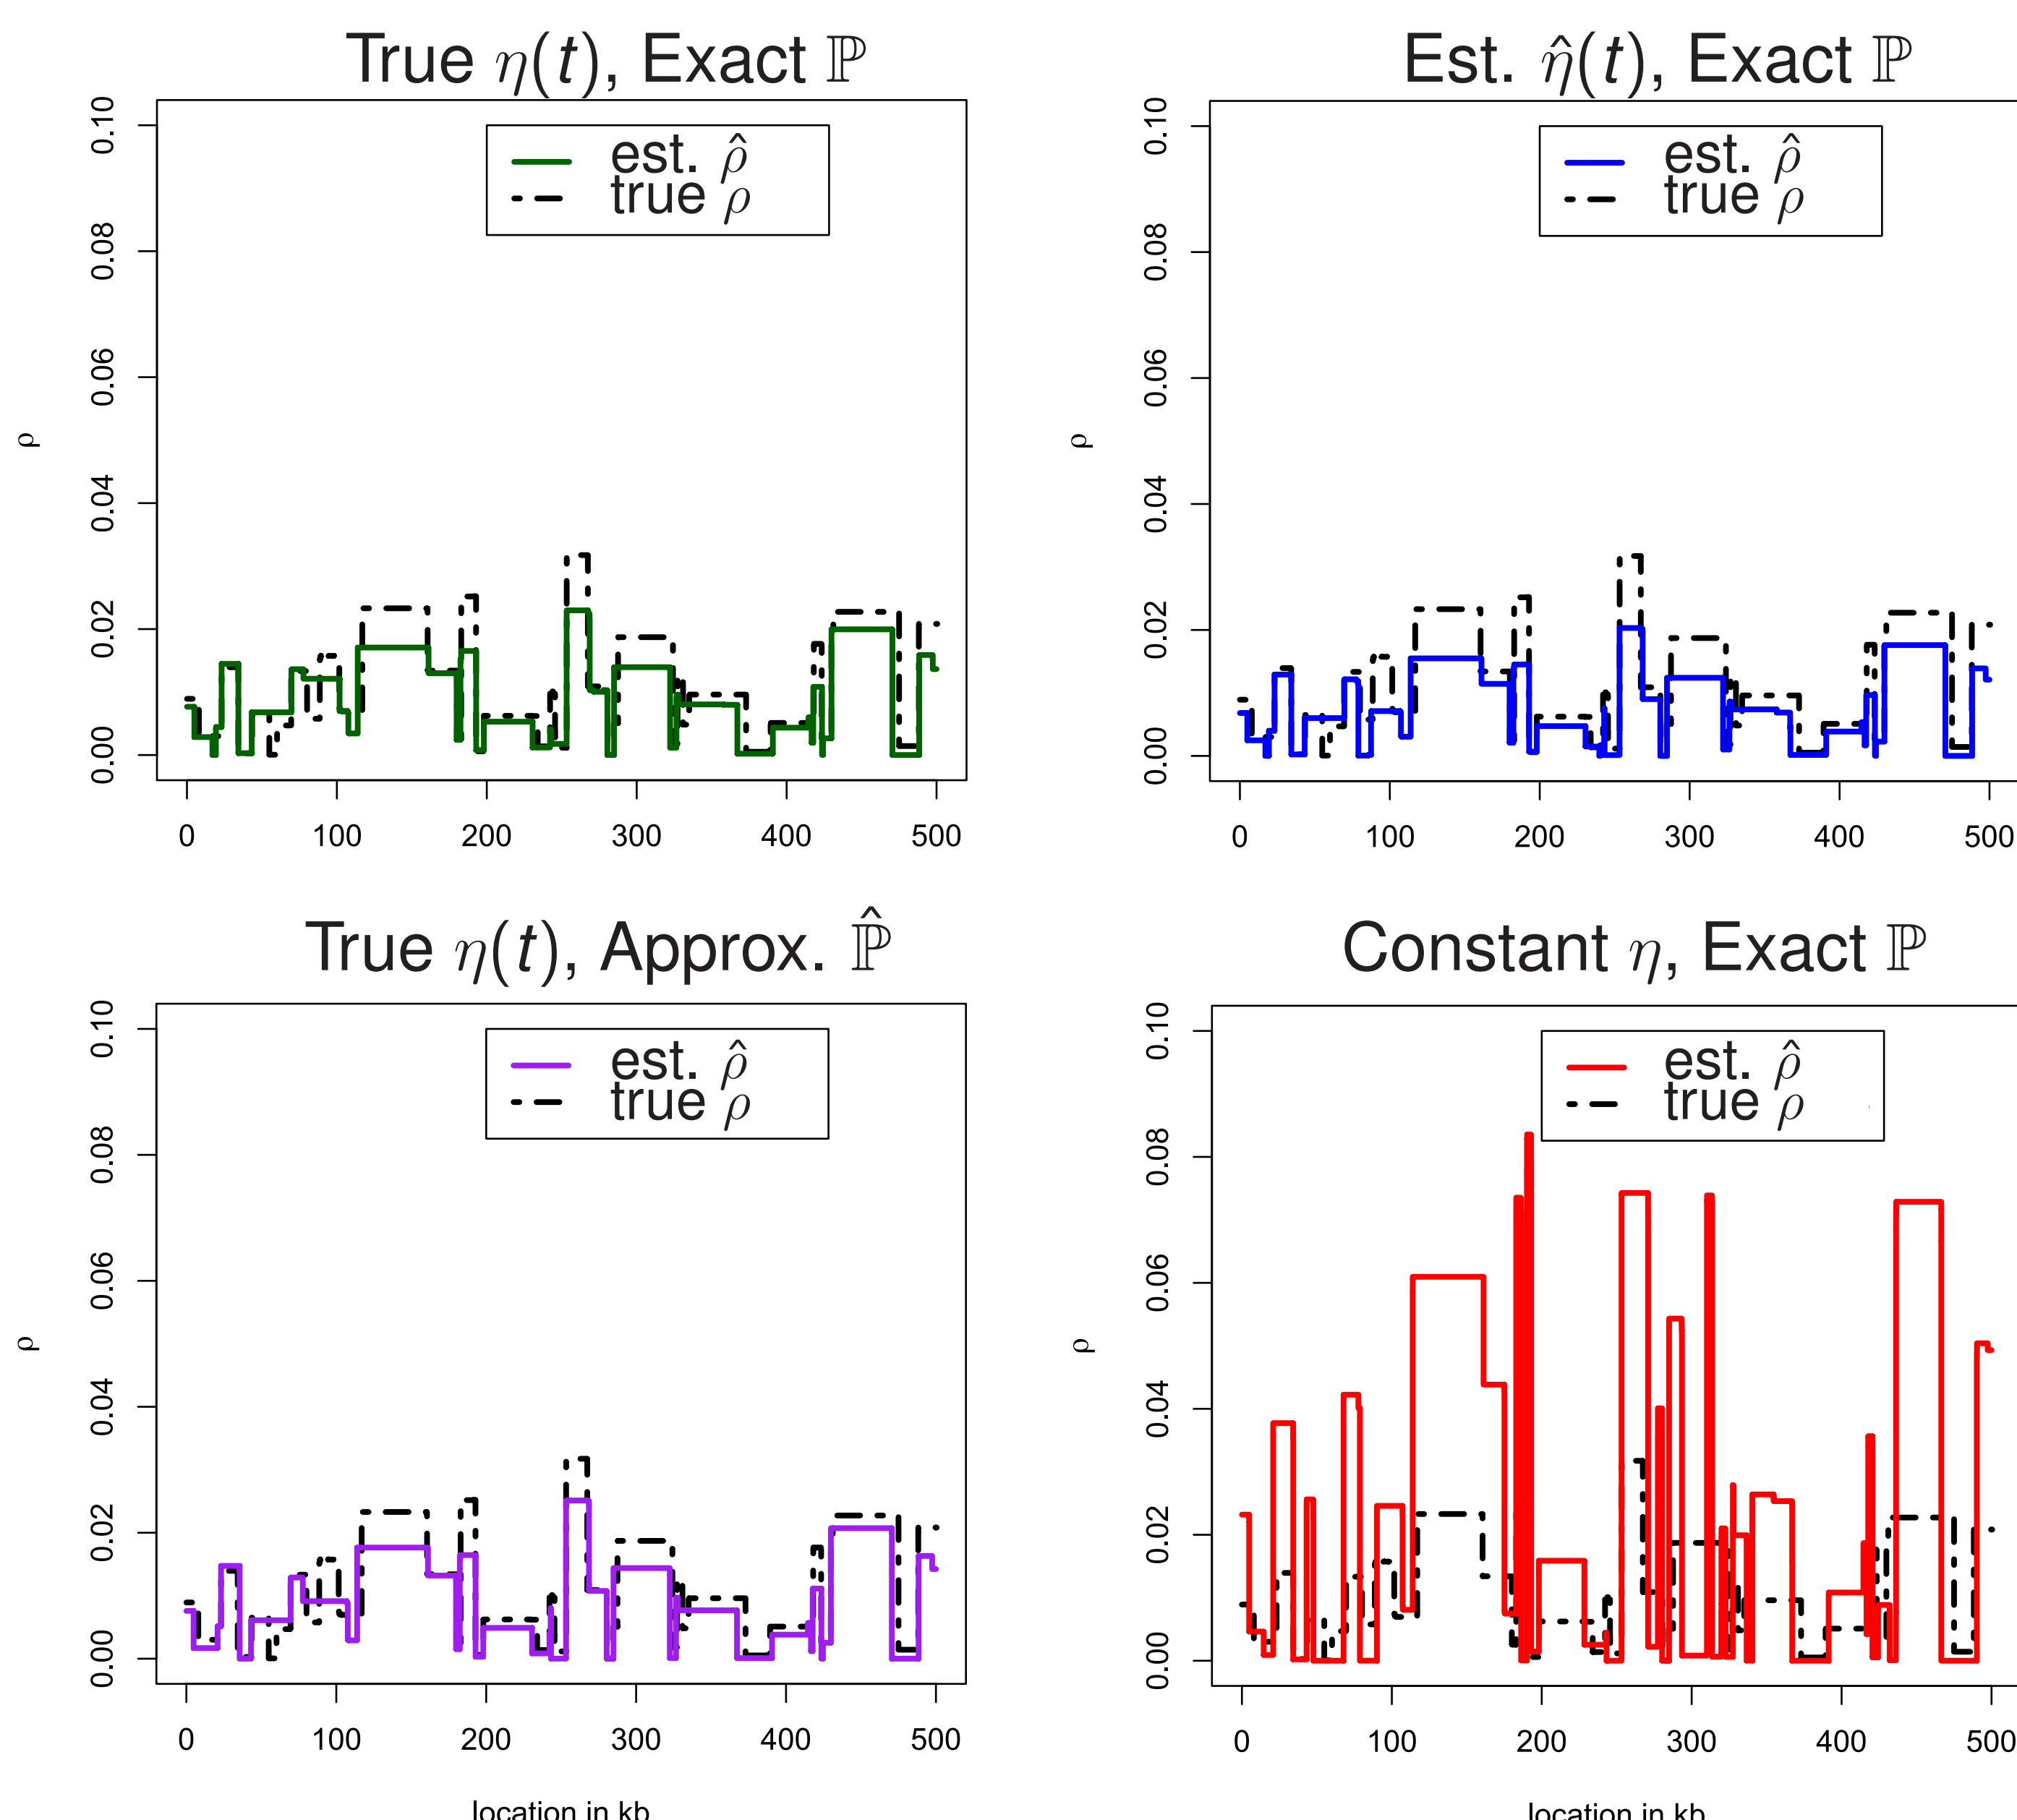 True η(t), Exact ℙ
Est. η̂(t), Exact ℙ
0.10
0.08
0.06
0.04
0.02
0.00
ρ
est. ρ̂
true ρ
0 100 200 300 400 500
0.10
0.08
0.06
0.04
0.02
0.00
ρ
est. ρ̂
true ρ
0 100 200 300 400 500
True η(t), Approx. ℙ̂
Constant η, Exact ℙ
0.10
0.08
0.06
0.04
0.02
0.00
ρ
est. ρ̂
true ρ
0 100 200 300 400 500
location in kb
0.10
0.08
0.06
0.04
0.02
0.00
ρ
est. ρ̂
true ρ
0 100 200 300 400 500
location in kb